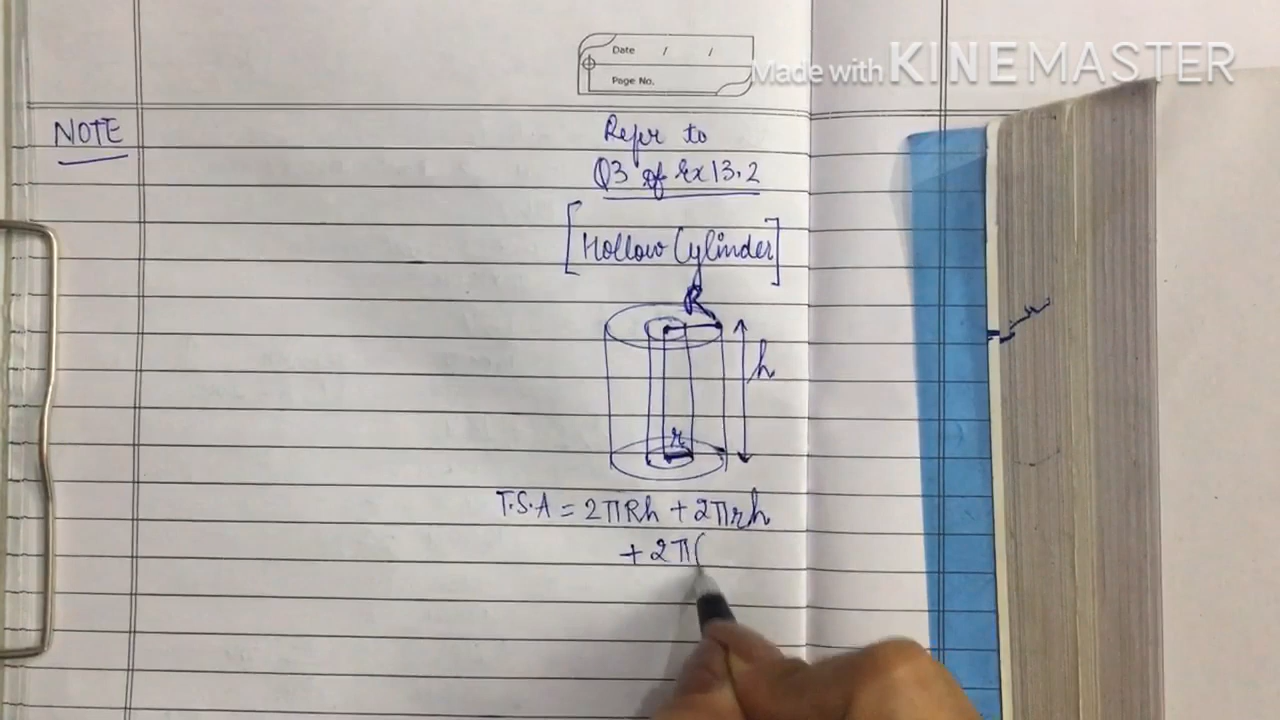 Date / /
Page No.
Made with KINEMASTER
NOTE
Refer to
Q3 of Ex 13.2
[Hollow Cylinder]
R
h
r
T.S.A = 2πRh + 2πrh
+ 2π(